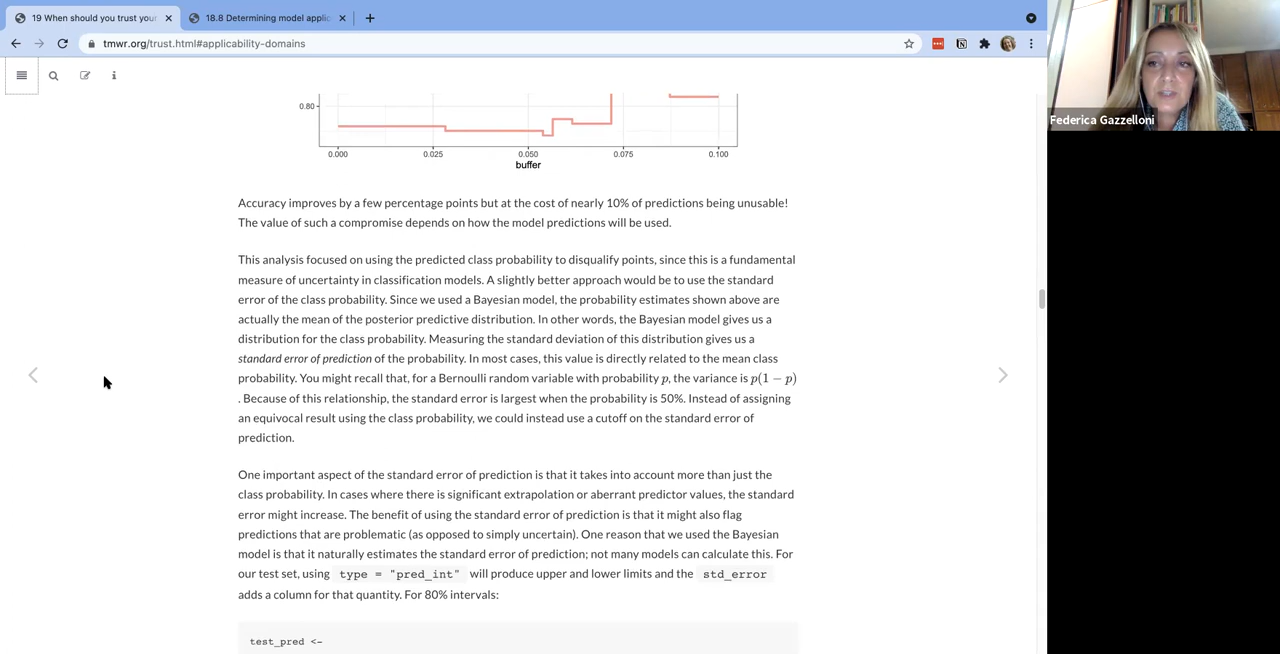 19 When should you trust your
18.8 Determining model applic
tmwr.org/trust.html#applicability-domains
Federica Gazzelloni
0.80
0.000 0.025 0.050 0.075 0.100
buffer
Accuracy improves by a few percentage points but at the cost of nearly 10% of predictions being unusable!
The value of such a compromise depends on how the model predictions will be used.
This analysis focused on using the predicted class probability to disqualify points, since this is a fundamental
measure of uncertainty in classification models. A slightly better approach would be to use the standard
error of the class probability. Since we used a Bayesian model, the probability estimates shown above are
actually the mean of the posterior predictive distribution. In other words, the Bayesian model gives us a
distribution for the class probability. Measuring the standard deviation of this distribution gives us a
standard error of prediction of the probability. In most cases, this value is directly related to the mean class
probability. You might recall that, for a Bernoulli random variable with probability p, the variance is p(1 − p)
. Because of this relationship, the standard error is largest when the probability is 50%. Instead of assigning
an equivocal result using the class probability, we could instead use a cutoff on the standard error of
prediction.
One important aspect of the standard error of prediction is that it takes into account more than just the
class probability. In cases where there is significant extrapolation or aberrant predictor values, the standard
error might increase. The benefit of using the standard error of prediction is that it might also flag
predictions that are problematic (as opposed to simply uncertain). One reason that we used the Bayesian
model is that it naturally estimates the standard error of prediction; not many models can calculate this. For
our test set, using type = "pred_int" will produce upper and lower limits and the std_error
adds a column for that quantity. For 80% intervals:
test_pred <-